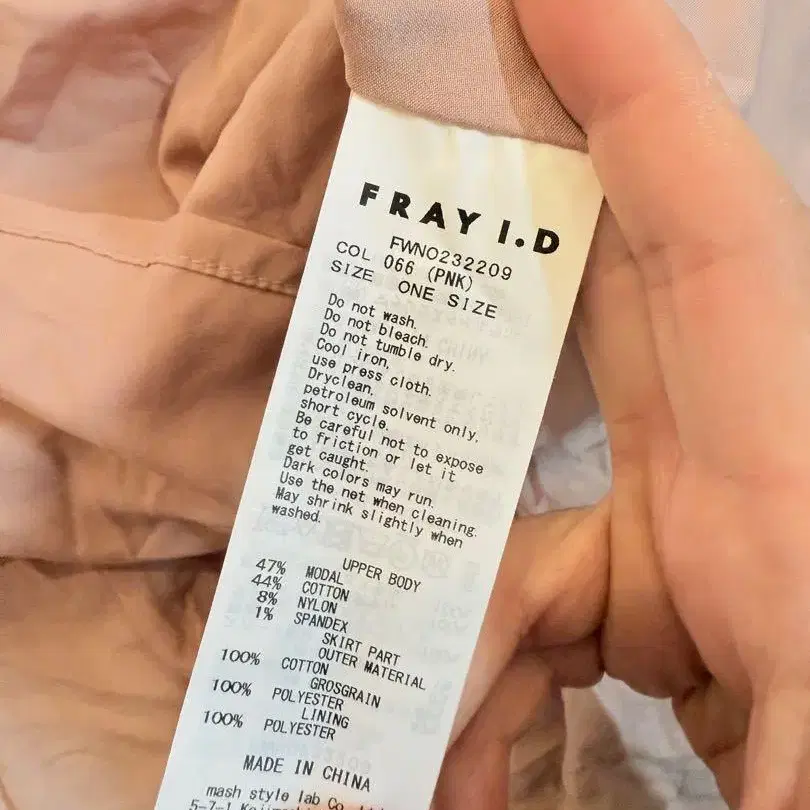 FRAY I.D
FWNO232209
COL 066 (PNK)
SIZE ONE SIZE
Do not wash.
Do not bleach.
Do not tumble dry.
Cool iron,
use press cloth.
Dryclean.
petroleum solvent only,
short cycle.
Be careful not to expose
to friction or let it
get caught.
Dark colors may run.
Use the net when cleaning.
May shrink slightly when
washed.
UPPER BODY
47% MODAL
44% COTTON
8% NYLON
1% SPANDEX
SKIRT PART
OUTER MATERIAL
100% COTTON
GROSGRAIN
100% POLYESTER
LINING
100% POLYESTER
MADE IN CHINA
mash style lab Co.
5-7-1